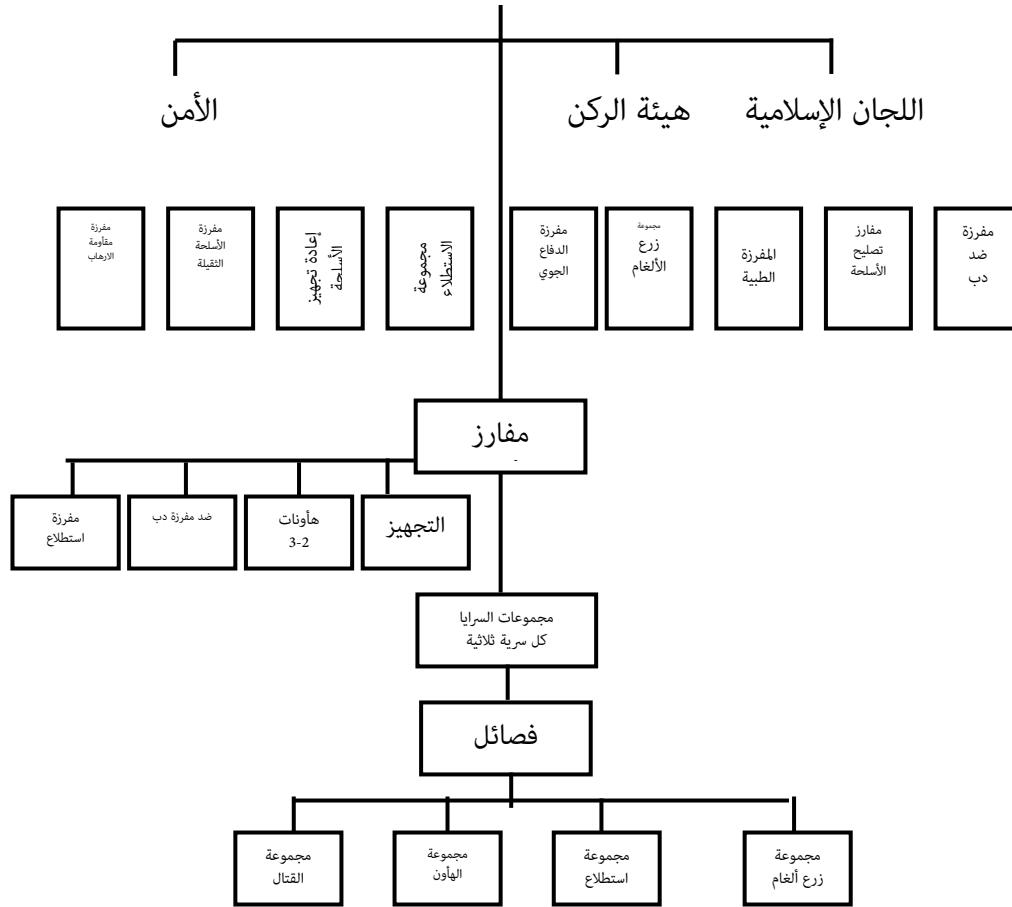 اللجان الإسلامية
هيئة الركن
الأمن
مفرزة
ضد
دب
مفارز
تصليح
الأسلحة
المفرزة
الطبية
مجموعة
زرع
الألغام
مفرزة
الدفاع
الجوي
مجموعة
الاستطلاع
إعادة تجهيز
الأسلحة
مفرزة
الأسلحة
الثقيلة
مفرزة
مقأومة
الارهاب
مفارز
التجهيز
هأونات
3-2
ضد مفرزة دب
مفرزة
استطلاع
مجموعات السرايا
كل سرية ثلاثية
فصائل
مجموعة
زرع ألغام
مجموعة
استطلاع
مجموعة
الهأون
مجموعة
القتال